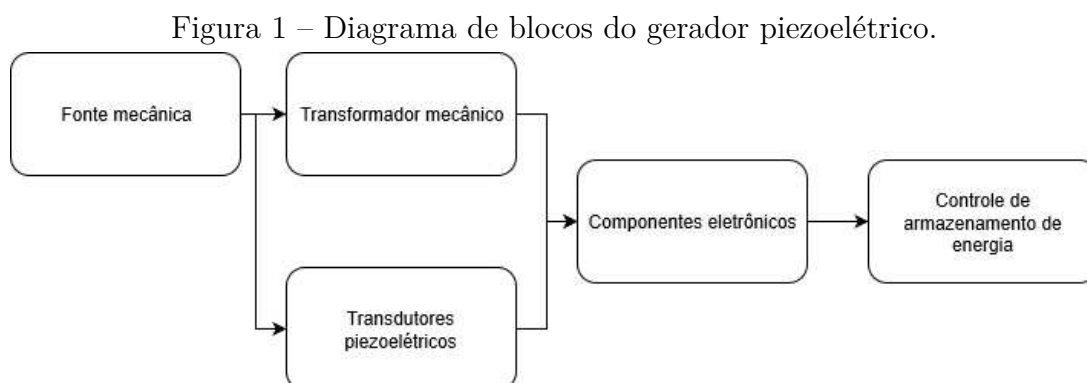 Figura 1 – Diagrama de blocos do gerador piezoelétrico.
Fonte mecânica
Transformador mecânico
Transdutores
piezoelétricos
Componentes eletrônicos
Controle de
armazenamento de
energia